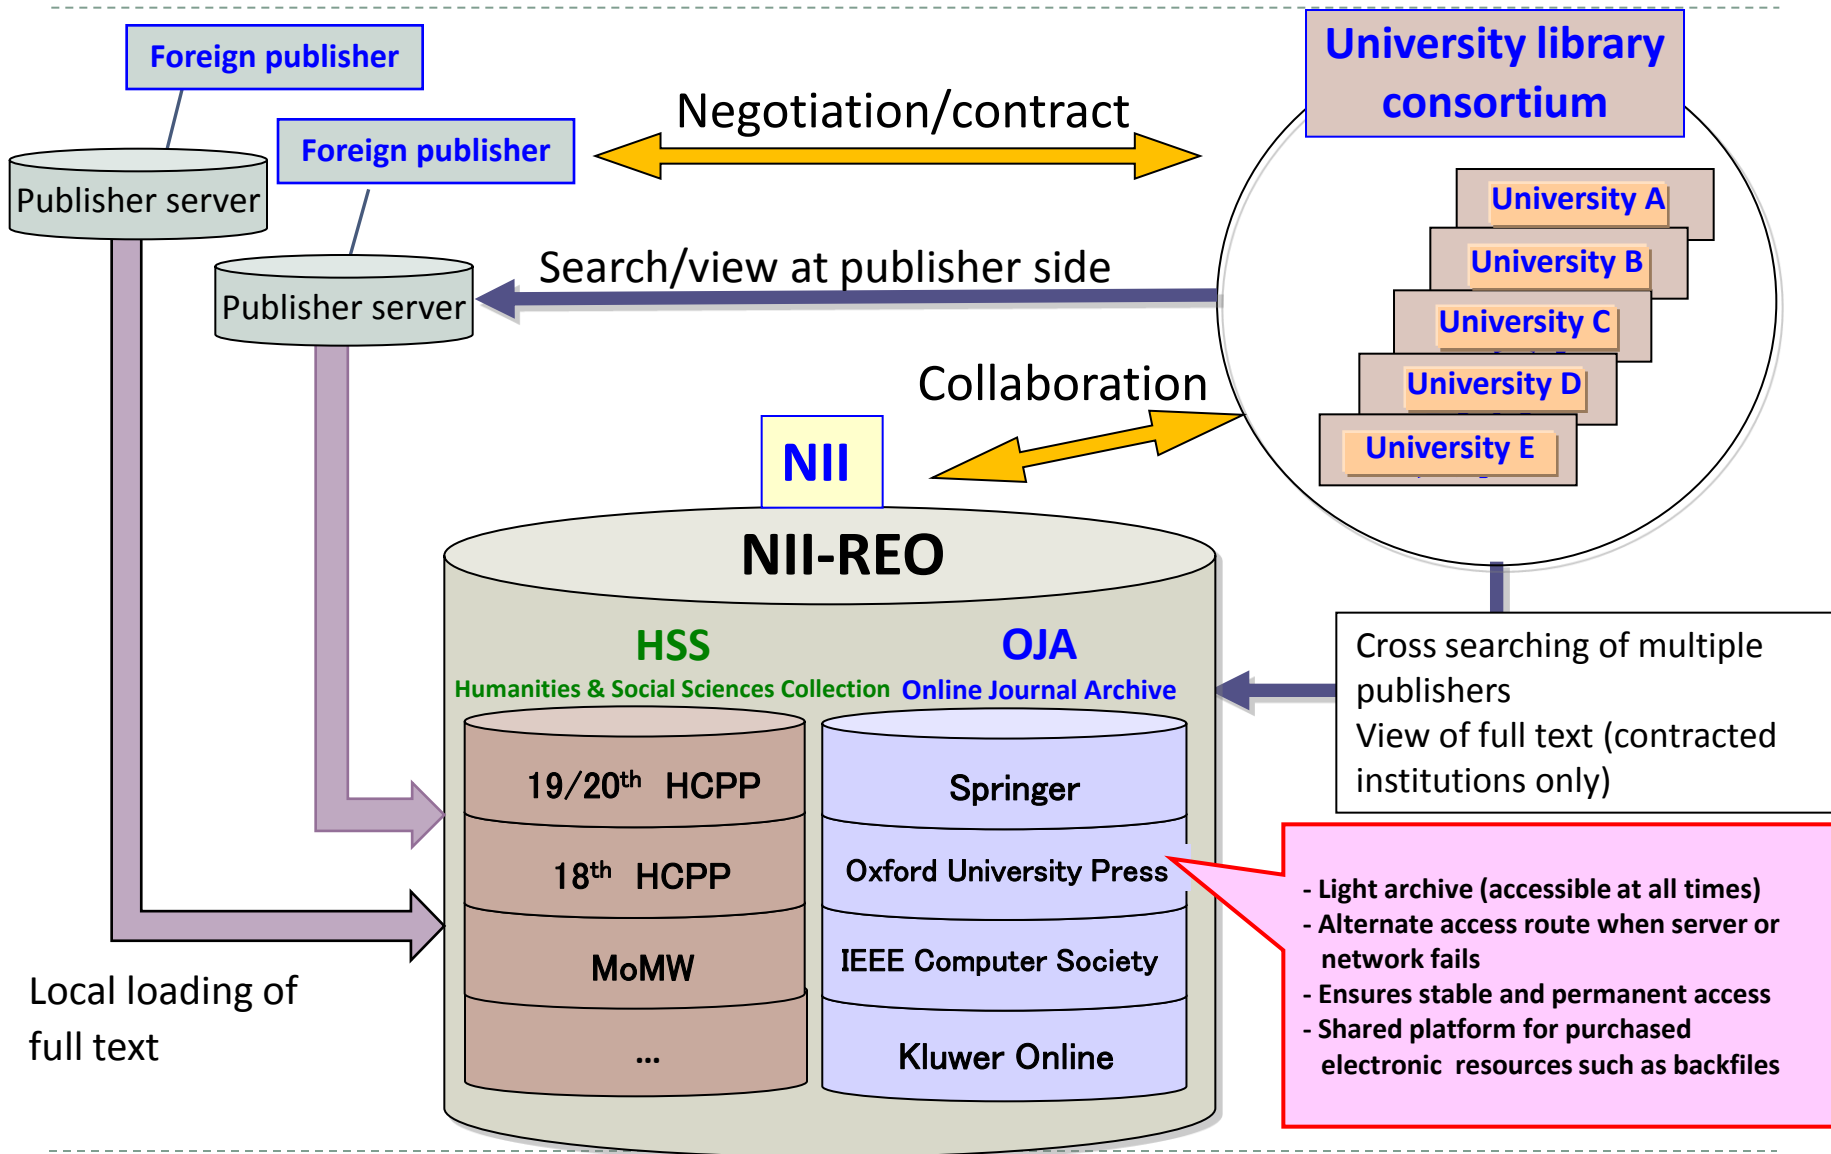 Foreign publisher
Publisher server
Foreign publisher
Publisher server
Negotiation/contract
Search/view at publisher side
Collaboration
University library
consortium
University A
University B
University C
University D
University E
NII
NII-REO
HSS
Humanities & Social Sciences Collection
19/20th HCPP
18th HCPP
MoMW
...
OJA
Online Journal Archive
Springer
Oxford University Press
IEEE Computer Society
Kluwer Online
Cross searching of multiple
publishers
View of full text (contracted
institutions only)
- Light archive (accessible at all times)
- Alternate access route when server or
network fails
- Ensures stable and permanent access
- Shared platform for purchased
electronic resources such as backfiles
Local loading of
full text